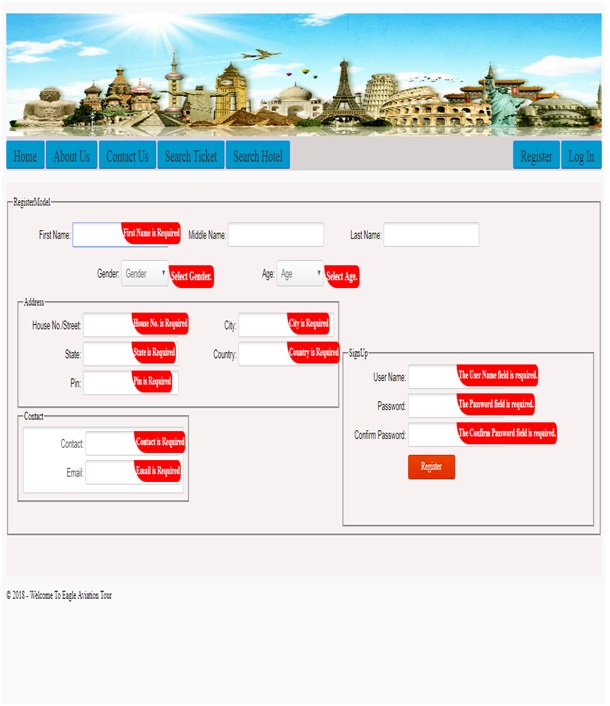 Home About Us Contact Us Search Ticket Search Hotel Register Log In
RegisterModel
First Name: First Name is Required Middle Name: Last Name:
Gender: Gender Select Gender. Age: Age Select Age.
Address
House No./Street: House No. is Required City: City is Required
State: State is Required Country: Country is Required
Pin: Pin is Required
Contact
Contact: Contact is Required
Email: Email is Required
SignUp
User Name: The User Name field is required.
Password: The Password field is required.
Confirm Password: The Confirm Password field is required.
Register
© 2018 - Welcome To Eagle Aviation Tour